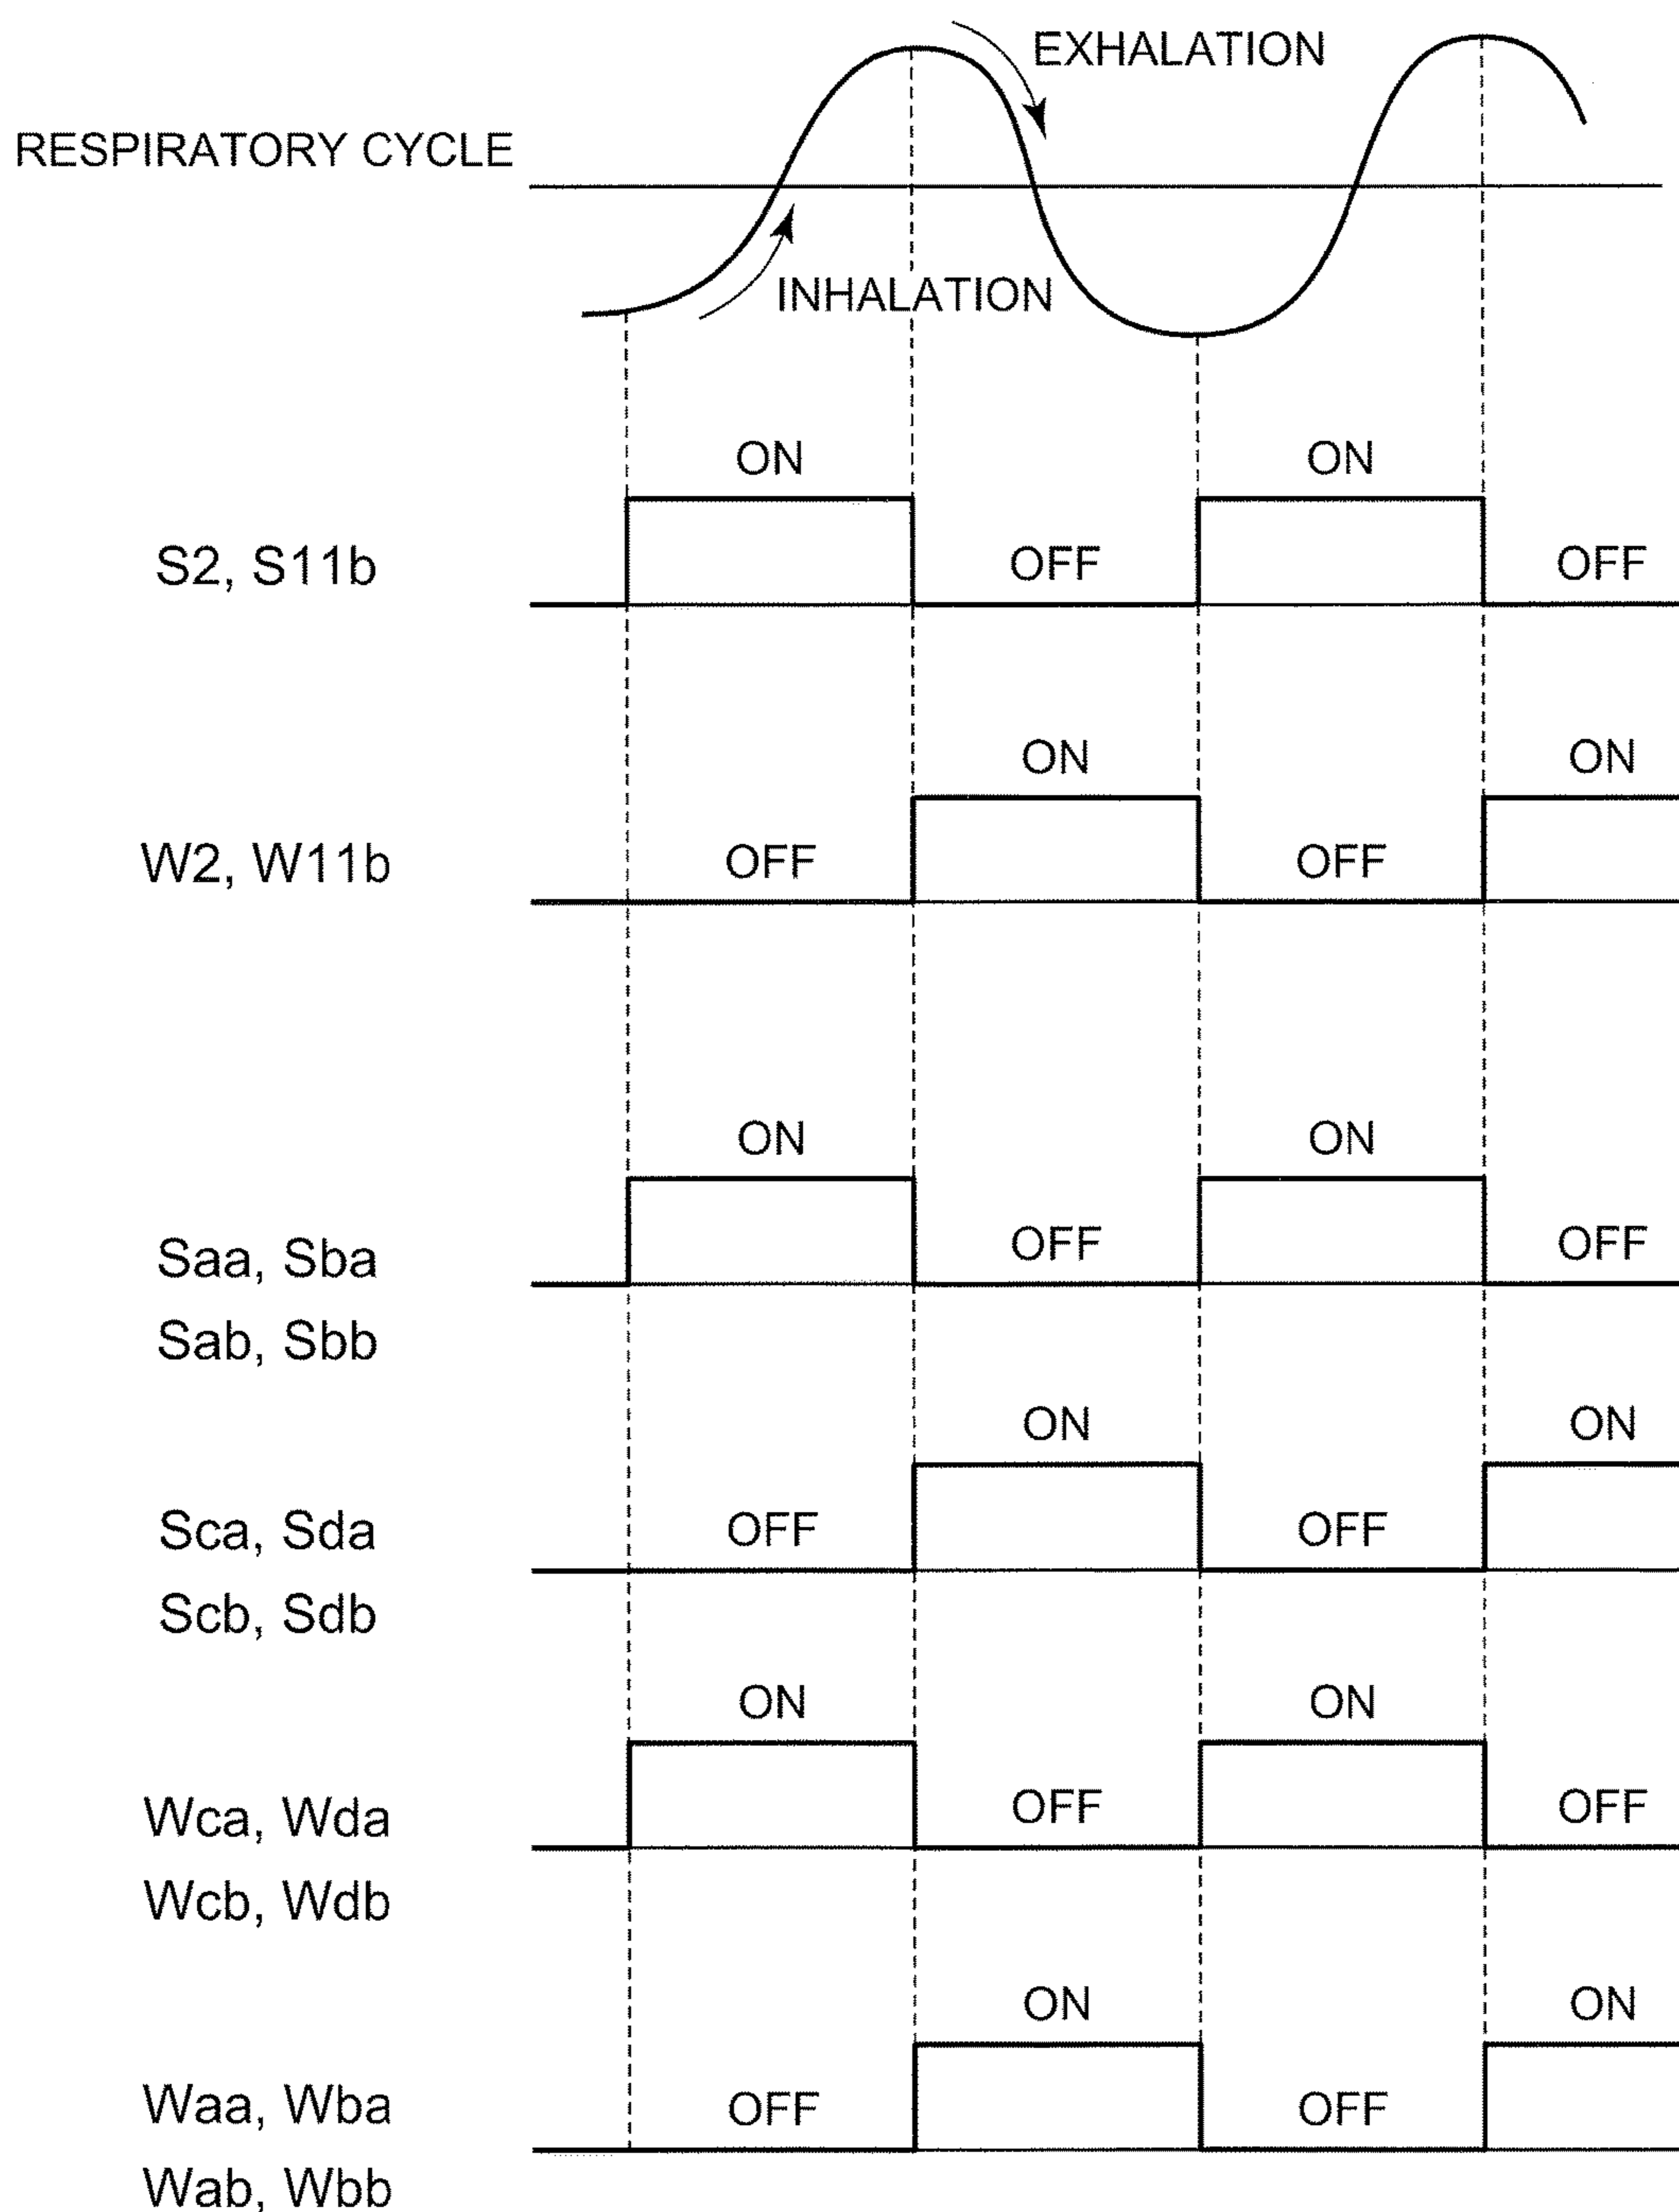 EXHALATION
RESPIRATORY CYCLE
INHALATION
ON ON
S2, S11b OFF OFF
ON ON
W2, W11b OFF OFF
ON ON
Saa, Sba OFF OFF
Sab, Sbb
ON ON
Sca, Sda OFF OFF
Scb, Sdb
ON ON
Wca, Wda OFF OFF
Wcb, Wdb
ON ON
Waa, Wba OFF OFF
Wab, Wbb